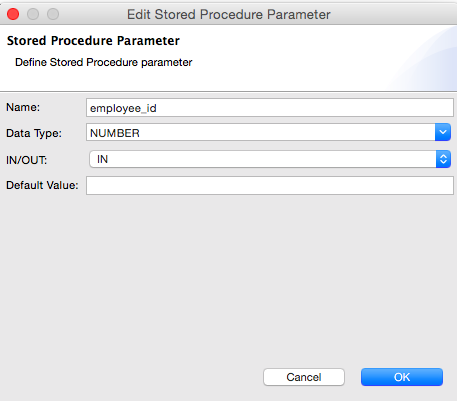 Edit Stored Procedure Parameter
Stored Procedure Parameter
Define Stored Procedure parameter
Name: employee_id
Data Type: NUMBER
IN/OUT: IN
Default Value:
Cancel OK